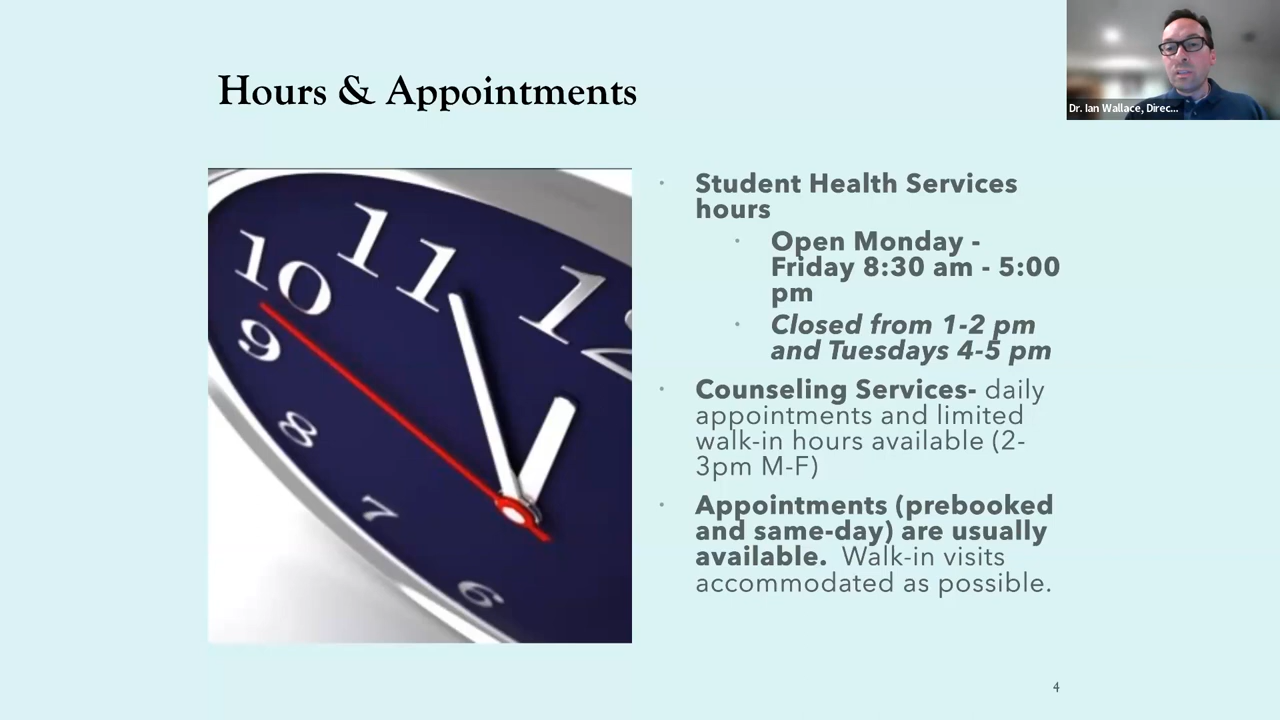 Dr. Ian Wallace, Direc...
Hours & Appointments
10
11
12
9
8
7
6
· Student Health Services
hours
· Open Monday -
Friday 8:30 am - 5:00
pm
· Closed from 1-2 pm
and Tuesdays 4-5 pm
· Counseling Services- daily
appointments and limited
walk-in hours available (2-
3pm M-F)
· Appointments (prebooked
and same-day) are usually
available. Walk-in visits
accommodated as possible.
4